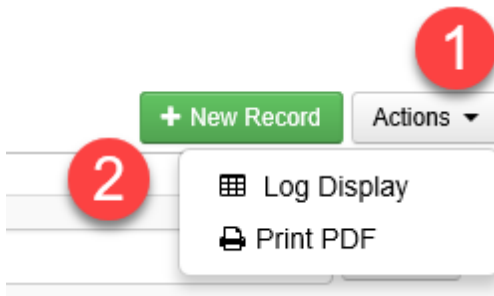 1
+ New Record Actions
2
Log Display
Print PDF